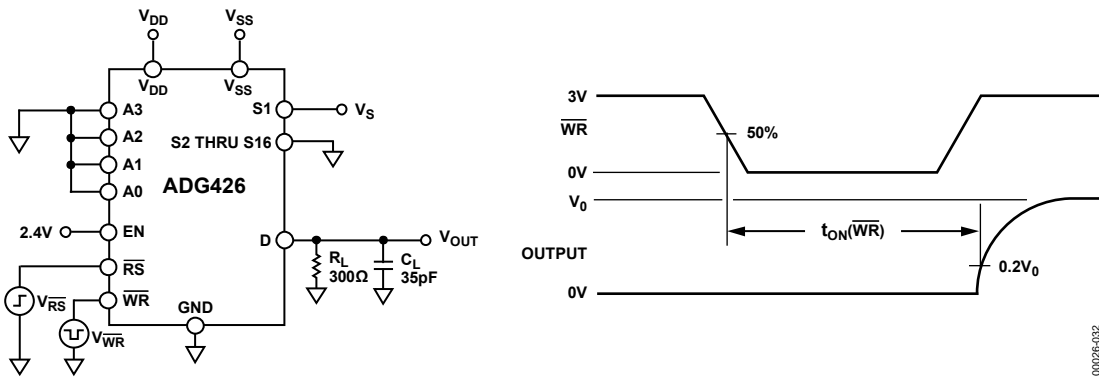 VDD VSS
VDD VSS
A3 S1 VS
A2 S2 THRU S16
A1
A0 ADG426
2.4V EN
D VOUT
RS RL CL
300Ω 35pF
VRS WR
GND
VWR
3V
WR 50%
0V
V0
tON(WR)
OUTPUT
0.2V0
0V
00026-032